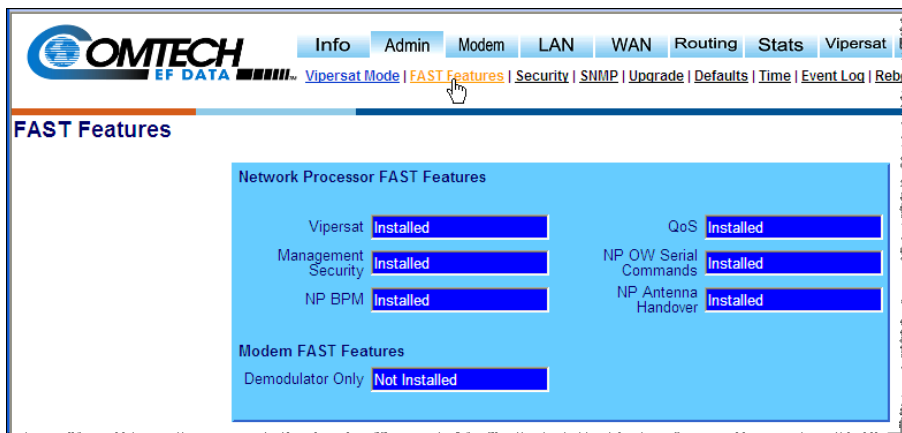 COMTECH
EF DATA
Info Admin Modem LAN WAN Routing Stats Vipersat
Vipersat Mode | FAST Features | Security | SNMP | Upgrade | Defaults | Time | Event Log |
FAST Features
Network Processor FAST Features
Vipersat Installed QoS Installed
Management Security Installed NP OW Serial Commands Installed
NP BPM Installed NP Antenna Handover Installed
Modem FAST Features
Demodulator Only Not Installed